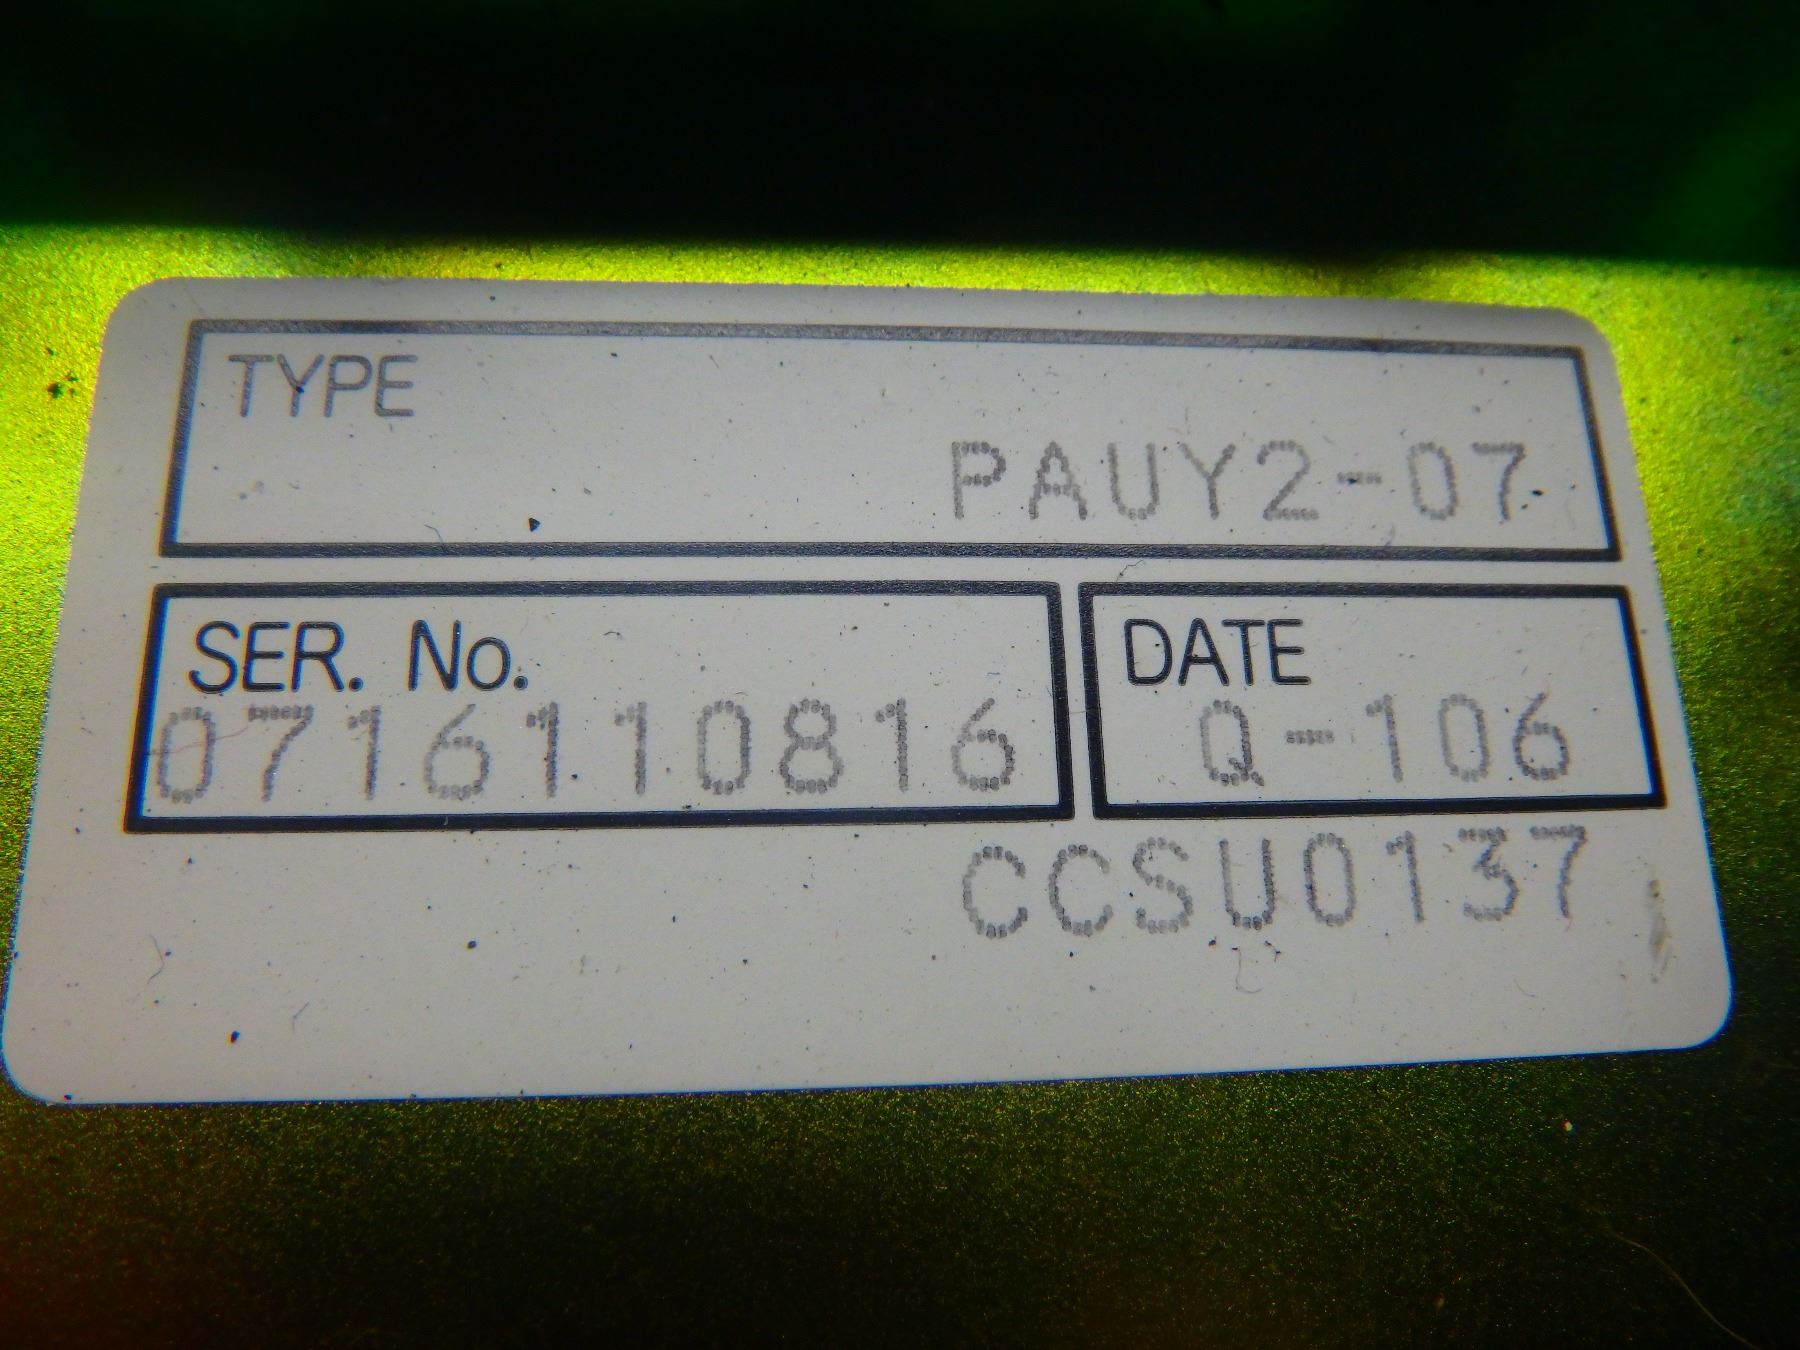 TYPE
PAUY2-07
SER. No.
0716110816
DATE
Q-106
CCSU0137